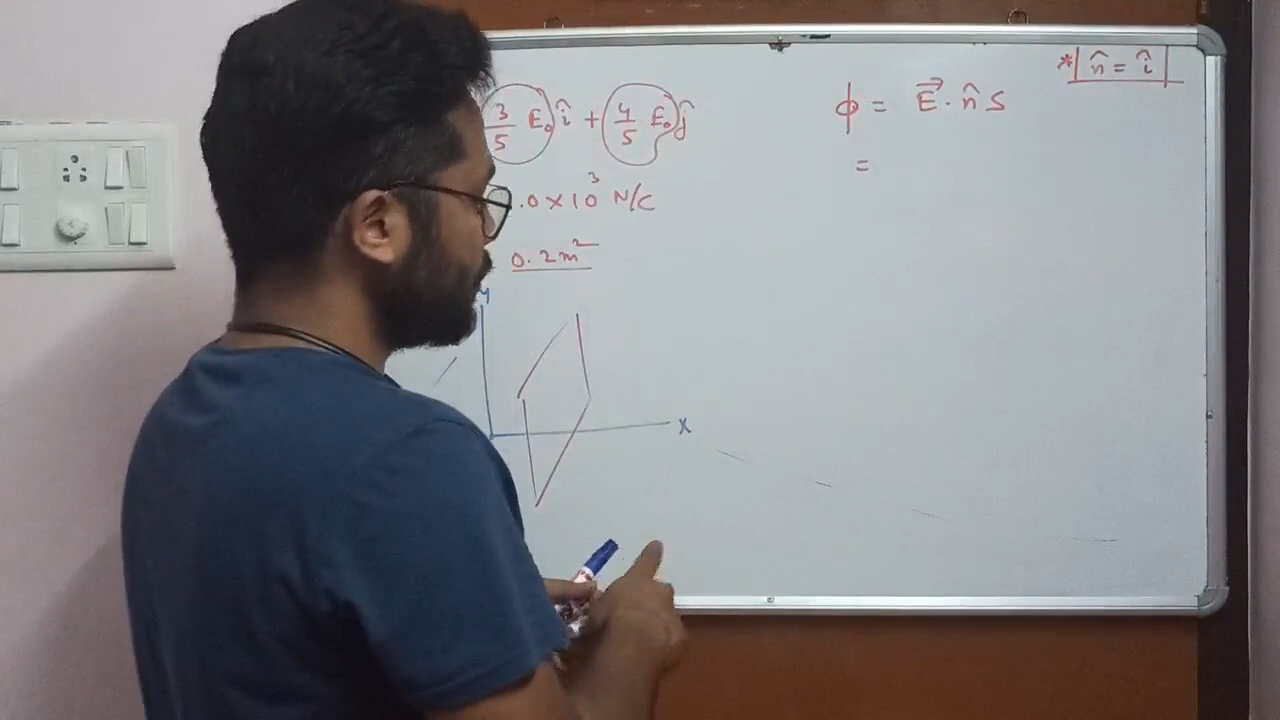 3/5 E₀ î + 4/5 E₀ ĵ
.0 × 10³ N/C
0.2 m²
y
x
ϕ = E⃗ . n̂ S
=
* n̂ = î